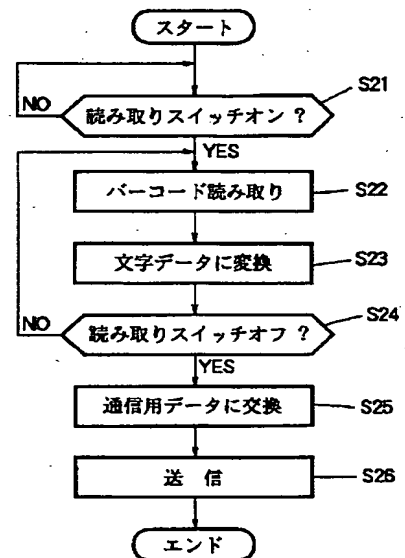 スタート
S21
NO
読み取りスイッチオン ?
YES
バーコード読み取り
S22
文字データに変換
S23
S24
NO
読み取りスイッチオフ ?
YES
通信用データに交換
S25
送 信
S26
エンド